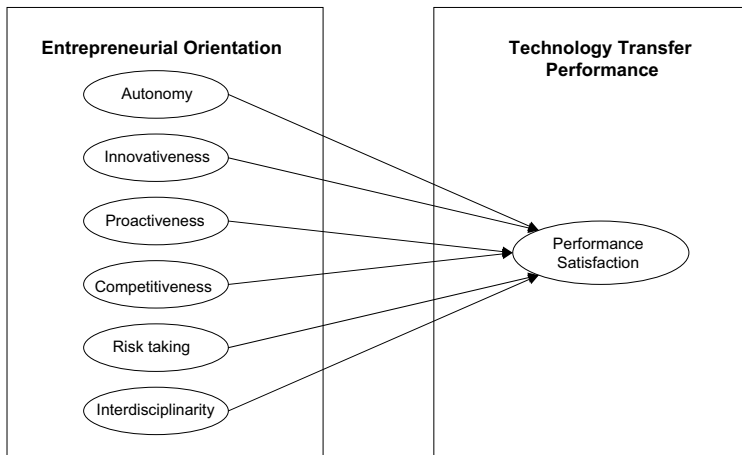 Entrepreneurial Orientation
Autonomy
Innovativeness
Proactiveness
Competitiveness
Risk taking
Interdisciplinarity
Technology Transfer
Performance
Performance
Satisfaction